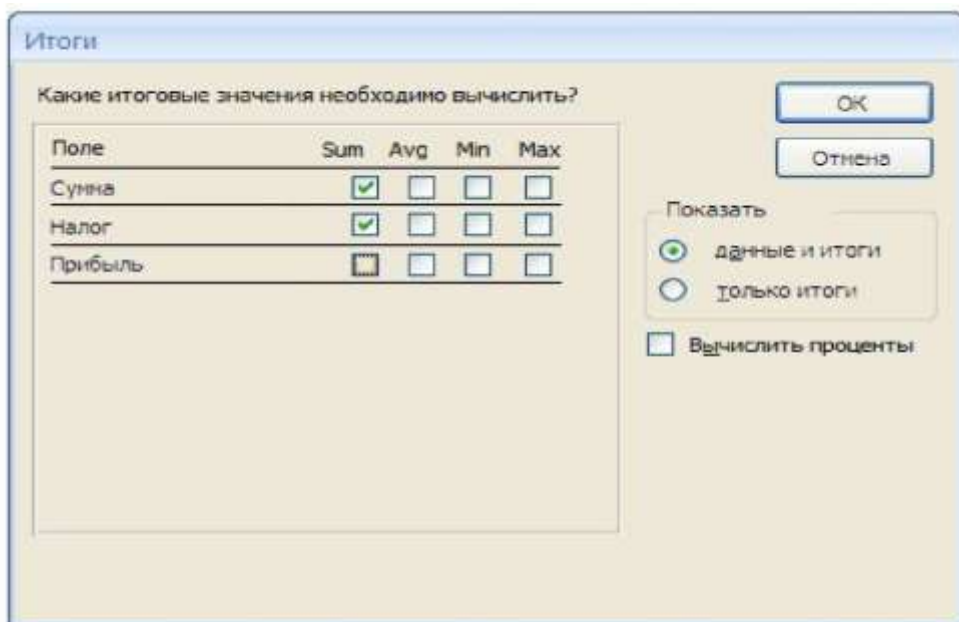 Итоги
Какие итоговые значения необходимо вычислить?
Поле Sum Avg Min Max
Сумма
Налог
Прибыль
ОК
Отмена
Показать
данные и итоги
только итоги
Вычислить проценты